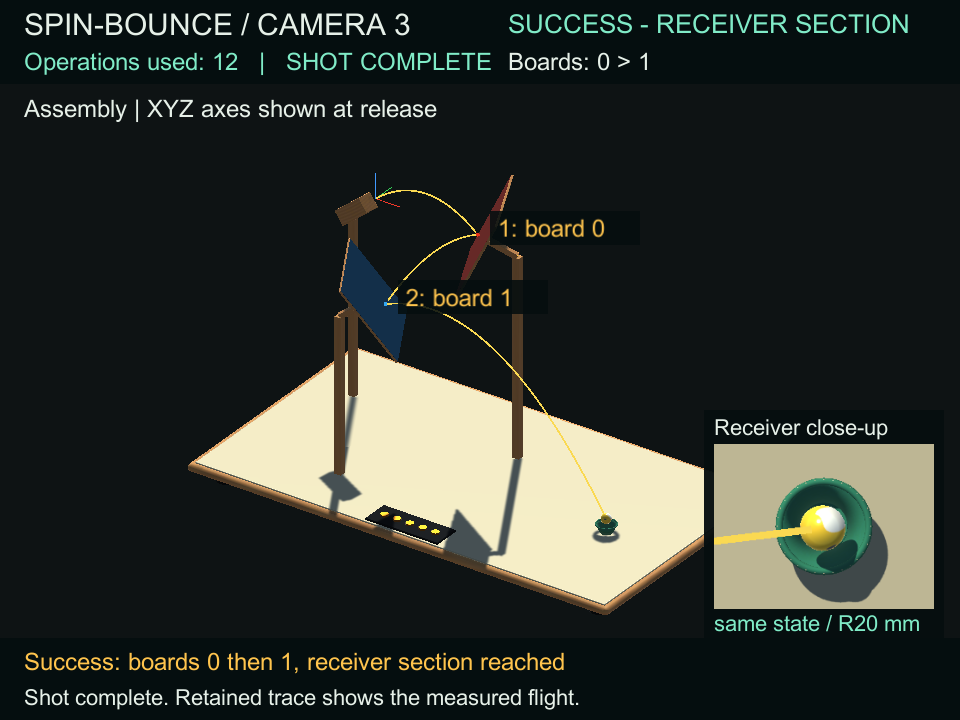 SPIN-BOUNCE / CAMERA 3
SUCCESS - RECEIVER SECTION
Operations used: 12 | SHOT COMPLETE
Boards: 0 > 1
Assembly | XYZ axes shown at release
1: board 0
2: board 1
Receiver close-up
same state / R20 mm
Success: boards 0 then 1, receiver section reached
Shot complete. Retained trace shows the measured flight.